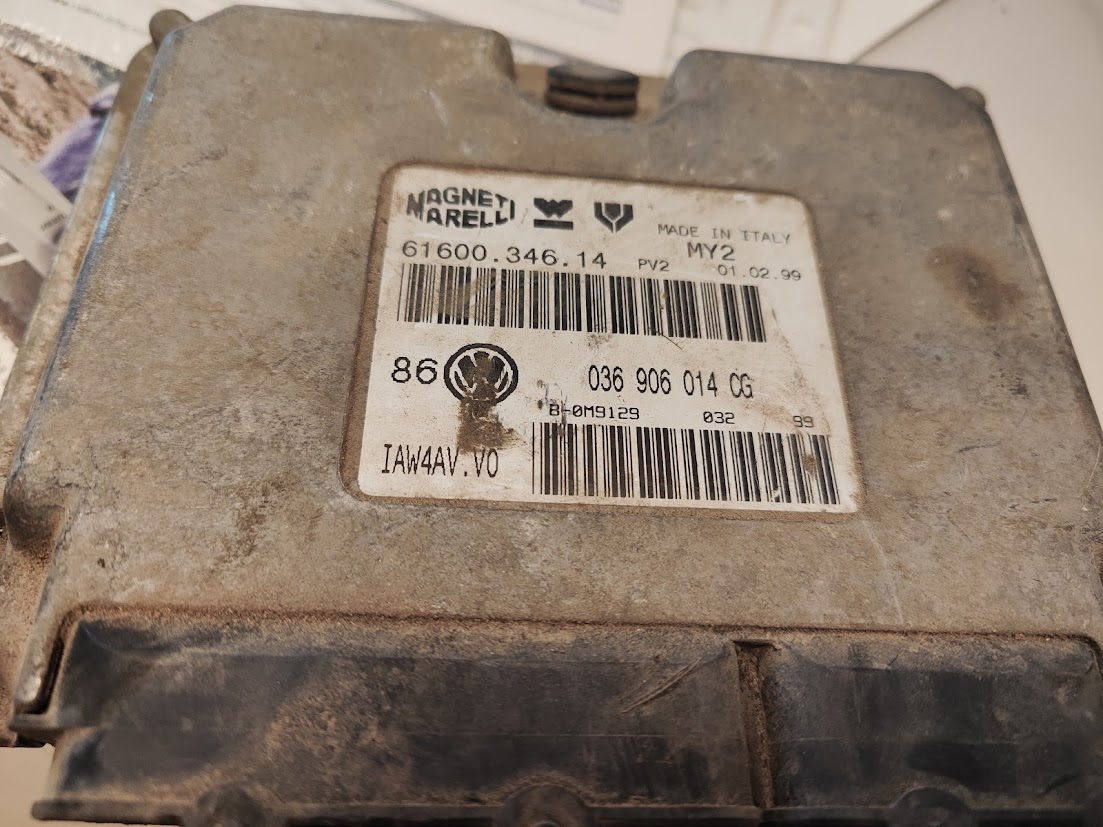 MAGNETI
MARELLI
MADE IN ITALY
61600.346.14 PV2 MY2 01.02.99
86 036 906 014 CG
B-0M9129 032 99
IAW4AV.V0